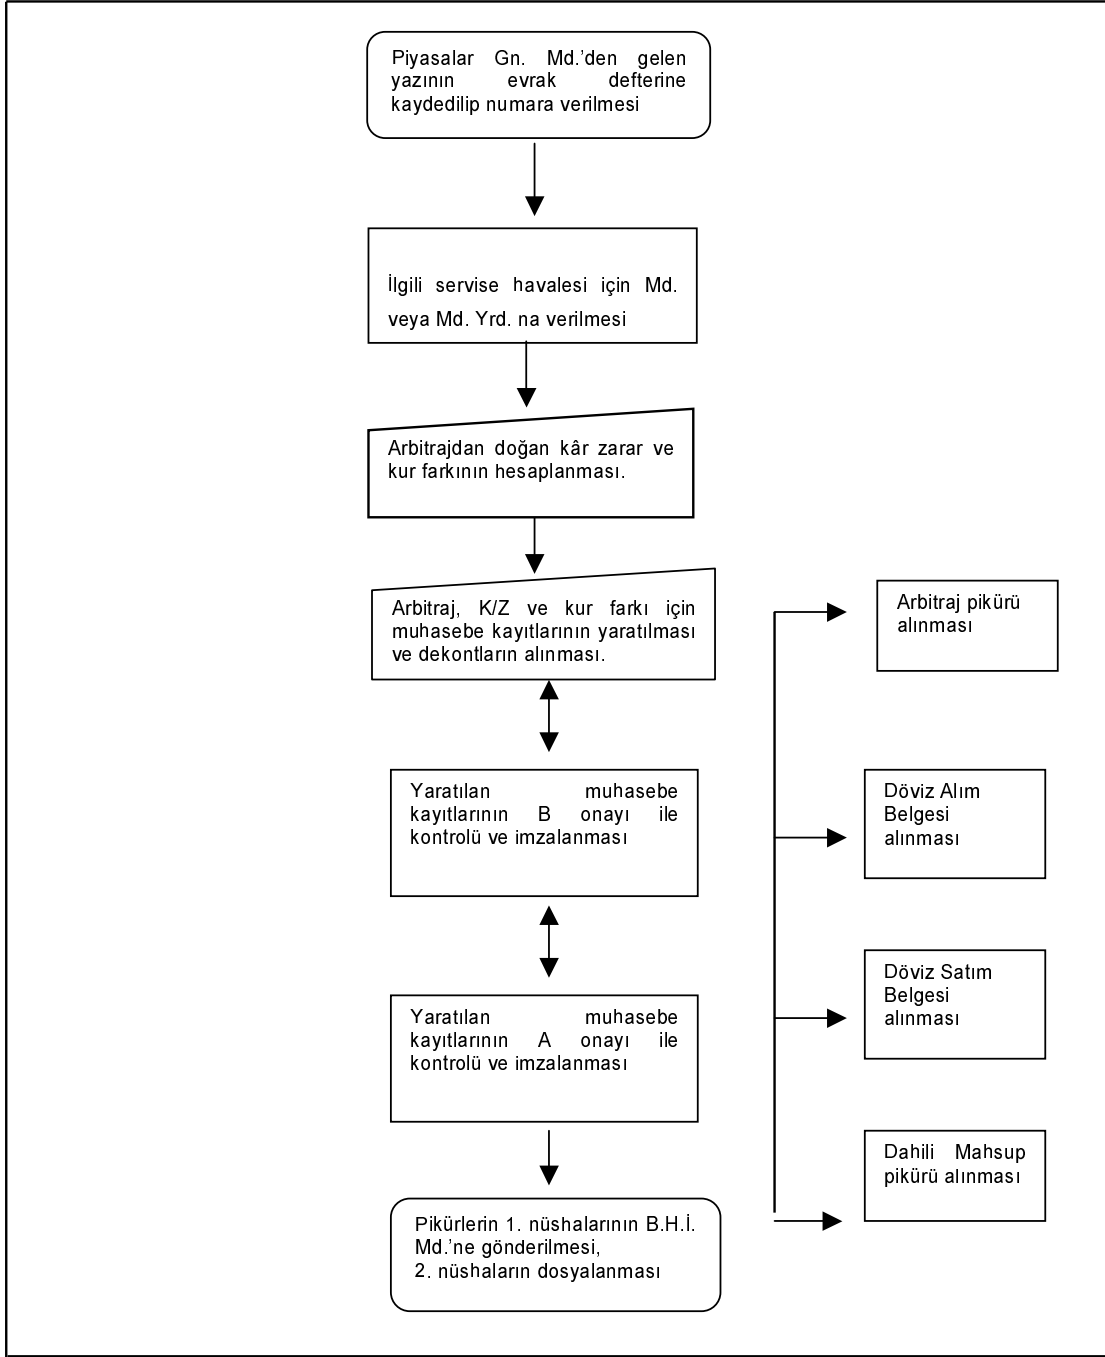 Piyasalar Gn. Md.'den gelen
yazının evrak defterine
kaydedilip numara verilmesi
İlgili servise havalesi için Md.
veya Md. Yrd. na verilmesi
Arbitrajdan doğan kâr zarar ve
kur farkının hesaplanması.
Arbitraj, K/Z ve kur farkı için
muhasebe kayıtlarının yaratılması
ve dekontların alınması.
Arbitraj pikürü
alınması
Yaratılan muhasebe
kayıtlarının B onayı ile
kontrolü ve imzalanması
Döviz Alım
Belgesi
alınması
Yaratılan muhasebe
kayıtlarının A onayı ile
kontrolü ve imzalanması
Döviz Satım
Belgesi
alınması
Dahili Mahsup
pikürü alınması
Pikürlerin 1. nüshalarının B.H.İ.
Md.'ne gönderilmesi,
2. nüshaların dosyalanması